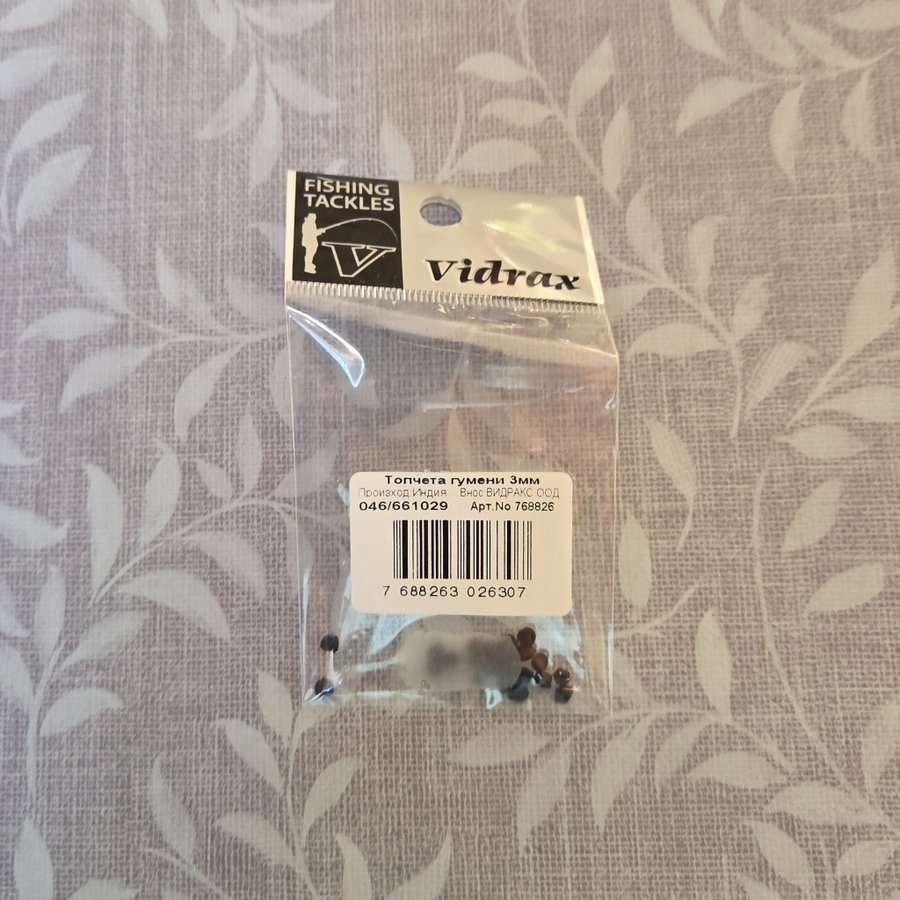 FISHING
TACKLES
V
Vidrax
Топчета гумени 3мм
Произход Индия Внос ВИДРАКС ООД
046/661029 Арт.No 768826
7 688263 026307